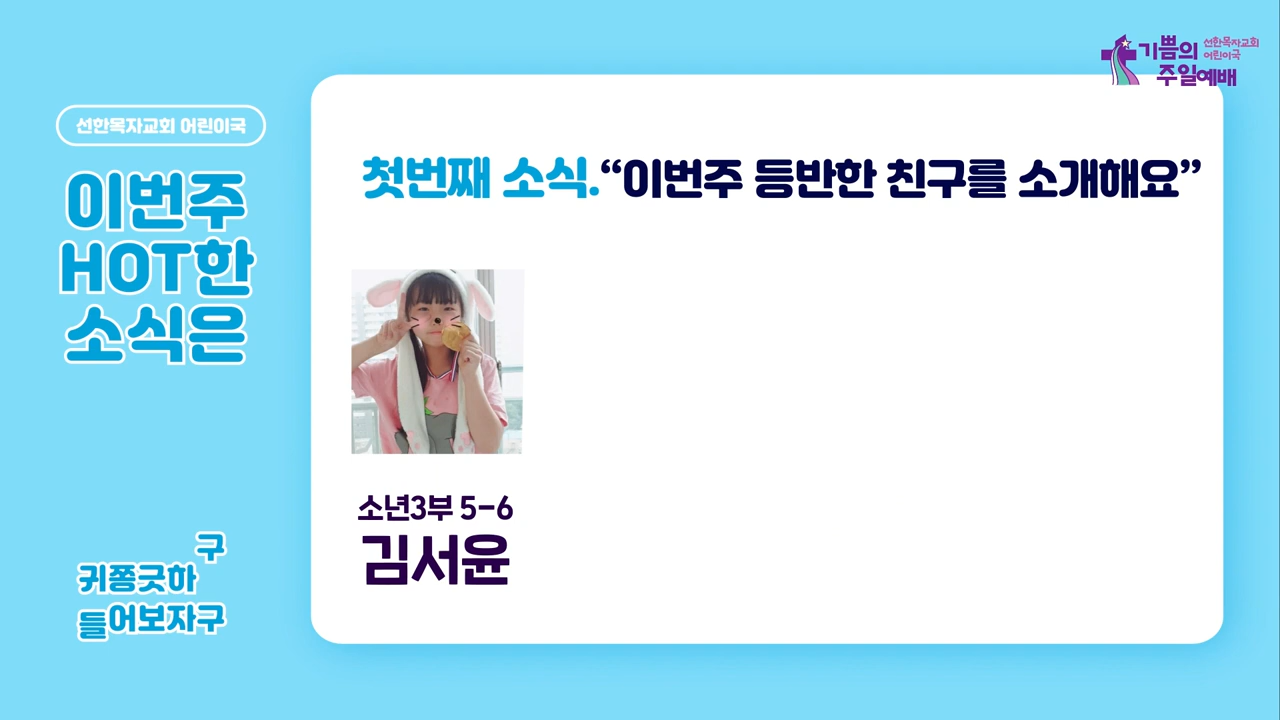 기쁨의
선한목자교회
어린이국
주일예배
선한목자교회 어린이국
이번주
HOT한
소식은
첫번째 소식.“이번주 등반한 친구를 소개해요”
소년3부 5-6
김서윤
귀쫑긋하구
들어보자구